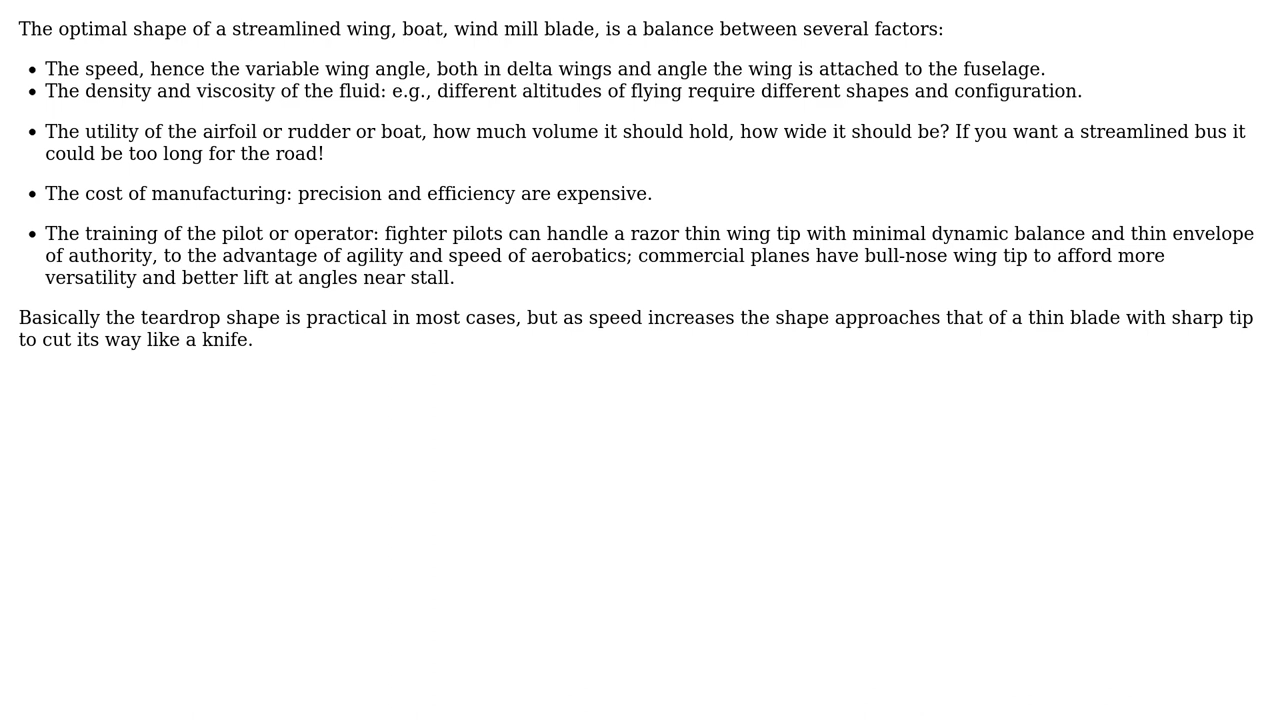 The optimal shape of a streamlined wing, boat, wind mill blade, is a balance between several factors:
• The speed, hence the variable wing angle, both in delta wings and angle the wing is attached to the fuselage.
• The density and viscosity of the fluid: e.g., different altitudes of flying require different shapes and configuration.
• The utility of the airfoil or rudder or boat, how much volume it should hold, how wide it should be? If you want a streamlined bus it
could be too long for the road!
• The cost of manufacturing: precision and efficiency are expensive.
• The training of the pilot or operator: fighter pilots can handle a razor thin wing tip with minimal dynamic balance and thin envelope
of authority, to the advantage of agility and speed of aerobatics; commercial planes have bull-nose wing tip to afford more
versatility and better lift at angles near stall.
Basically the teardrop shape is practical in most cases, but as speed increases the shape approaches that of a thin blade with sharp tip
to cut its way like a knife.